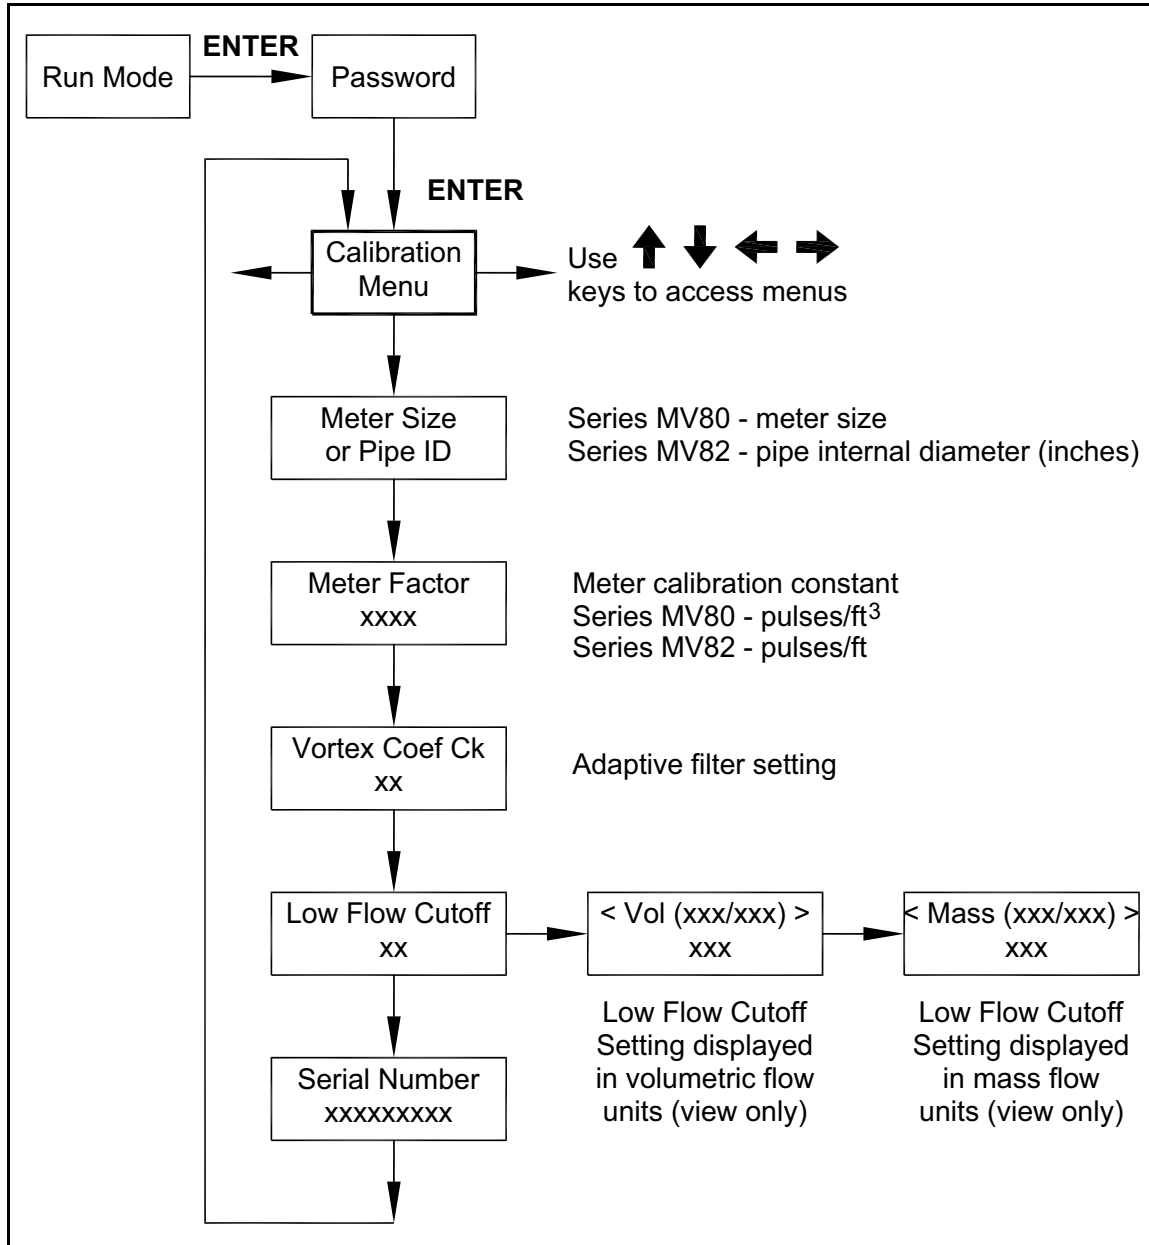 ENTER
Run Mode
Password
ENTER
Calibration
Menu
Use
keys to access menus
Meter Size
or Pipe ID
Series MV80 - meter size
Series MV82 - pipe internal diameter (inches)
Meter Factor
xxxx
Meter calibration constant
Series MV80 - pulses/ft³
Series MV82 - pulses/ft
Vortex Coef Ck
xx
Adaptive filter setting
Low Flow Cutoff
xx
< Vol (xxx/xxx) >
xxx
< Mass (xxx/xxx) >
xxx
Low Flow Cutoff
Setting displayed
in volumetric flow
units (view only)
Low Flow Cutoff
Setting displayed
in mass flow
units (view only)
Serial Number
xxxxxxxxx